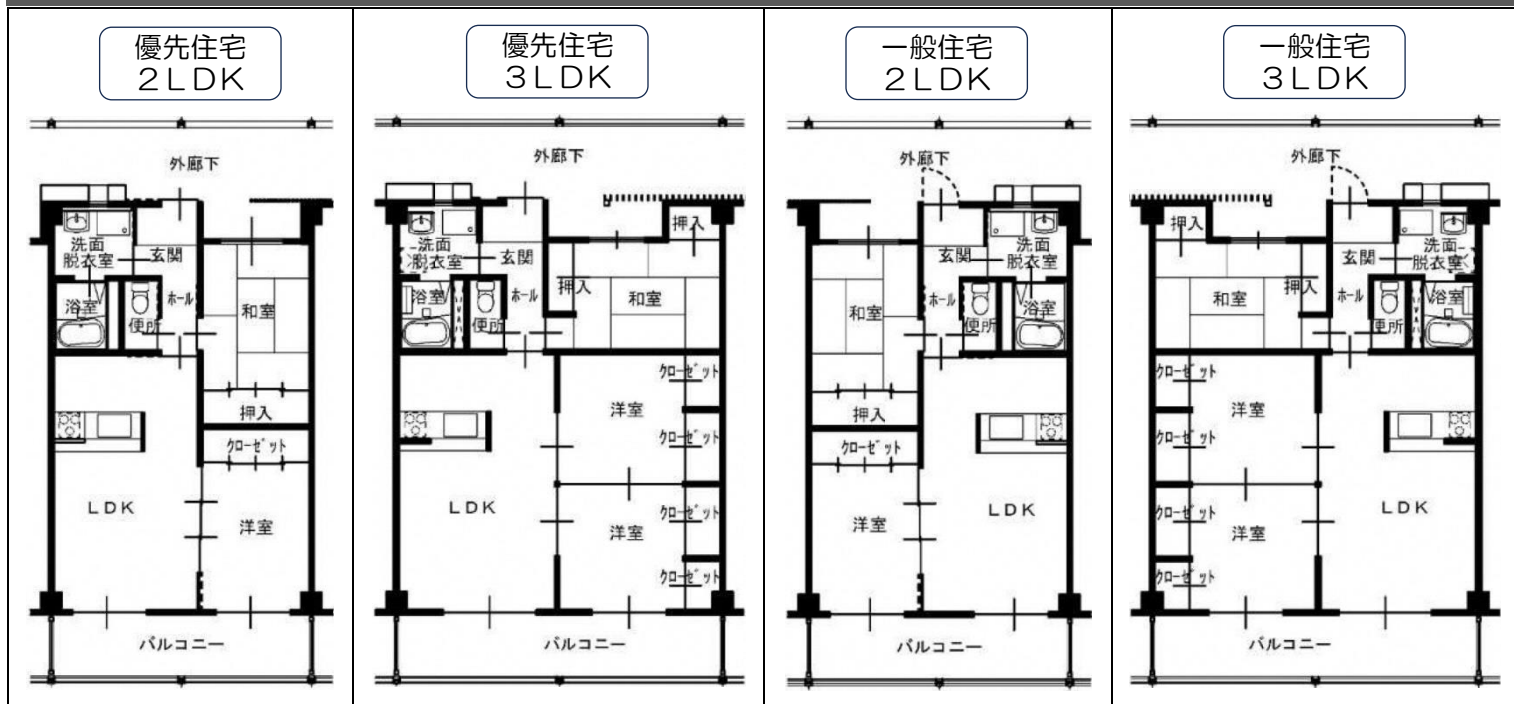 優先住宅
2LDK
外廊下
洗面
脱衣室
玄関
浴室
便所
ホール
和室
押入
クローゼット
LDK
洋室
バルコニー
優先住宅
3LDK
外廊下
押入
洗面
脱衣室
玄関
浴室
便所
ホール
押入
和室
クローゼット
洋室
クローゼット
LDK
クローゼット
洋室
クローゼット
バルコニー
一般住宅
2LDK
外廊下
洗面
脱衣室
玄関
和室
ホール
便所
浴室
押入
クローゼット
洋室
LDK
バルコニー
一般住宅
3LDK
外廊下
押入
洗面
脱衣室
玄関
和室
押入
ホール
便所
浴室
クローゼット
洋室
クローゼット
クローゼット
LDK
洋室
クローゼット
バルコニー